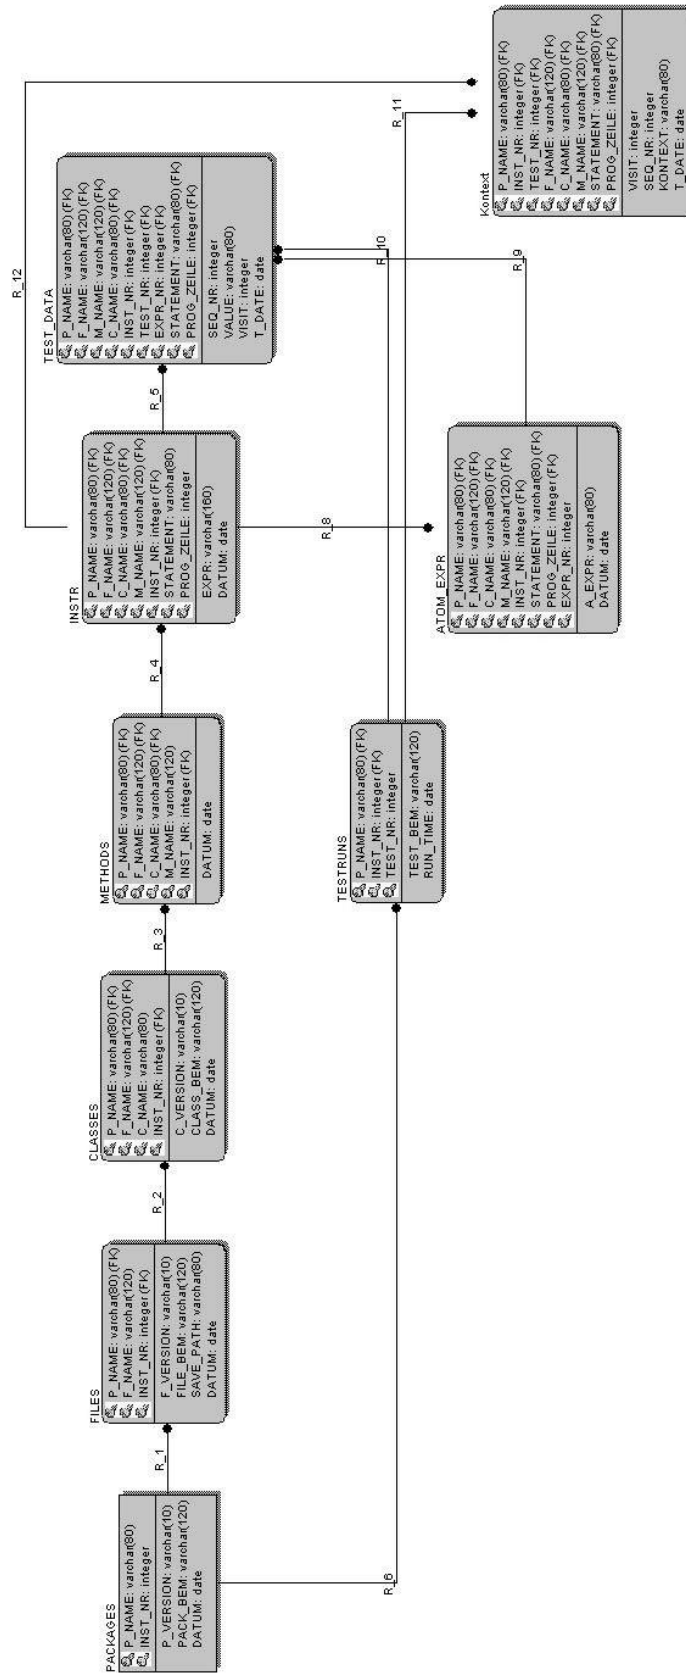 PACKAGES
P_NAME: varchar(80)
INST_NR: integer
P_VERSION: varchar(10)
PACK_BEM: varchar(120)
DATUM: date
R_1
R_6
FILES
P_NAME: varchar(80) (FK)
F_NAME: varchar(120)
INST_NR: integer (FK)
F_VERSION: varchar(10)
FILE_BEM: varchar(120)
SAVE_PATH: varchar(80)
DATUM: date
R_2
CLASSES
P_NAME: varchar(80) (FK)
F_NAME: varchar(120) (FK)
C_NAME: varchar(80)
INST_NR: integer (FK)
C_VERSION: varchar(10)
CLASS_BEM: varchar(120)
DATUM: date
R_3
METHODS
P_NAME: varchar(80) (FK)
F_NAME: varchar(120) (FK)
C_NAME: varchar(80) (FK)
M_NAME: varchar(120)
INST_NR: integer (FK)
DATUM: date
R_4
TESTRUNS
P_NAME: varchar(80) (FK)
INST_NR: integer (FK)
TEST_NR: integer
TEST_BEM: varchar(120)
RUN_TIME: date
INSTR
P_NAME: varchar(80) (FK)
F_NAME: varchar(120) (FK)
C_NAME: varchar(80) (FK)
M_NAME: varchar(120) (FK)
INST_NR: integer (FK)
STATEMENT: varchar(80)
PROG_ZEILE: integer
EXPR: varchar(160)
DATUM: date
R_12
R_5
R_8
ATOM_EXPR
P_NAME: varchar(80) (FK)
F_NAME: varchar(120) (FK)
C_NAME: varchar(80) (FK)
M_NAME: varchar(120) (FK)
INST_NR: integer (FK)
STATEMENT: varchar(80) (FK)
PROG_ZEILE: integer (FK)
EXPR_NR: integer
A_EXPR: varchar(80)
DATUM: date
TEST_DATA
P_NAME: varchar(80) (FK)
F_NAME: varchar(120) (FK)
M_NAME: varchar(120) (FK)
C_NAME: varchar(80) (FK)
INST_NR: integer (FK)
TEST_NR: integer (FK)
EXPR_NR: integer (FK)
STATEMENT: varchar(80) (FK)
PROG_ZEILE: integer (FK)
SEQ_NR: integer
VALUE: varchar(80)
VISIT: integer
T_DATE: date
R_10
R_9
R_11
Kontext
P_NAME: varchar(80) (FK)
INST_NR: integer (FK)
TEST_NR: integer (FK)
F_NAME: varchar(120) (FK)
C_NAME: varchar(80) (FK)
M_NAME: varchar(120) (FK)
STATEMENT: varchar(80) (FK)
PROG_ZEILE: integer (FK)
VISIT: integer
SEQ_NR: integer
KONTEXT: varchar(80)
T_DATE: date